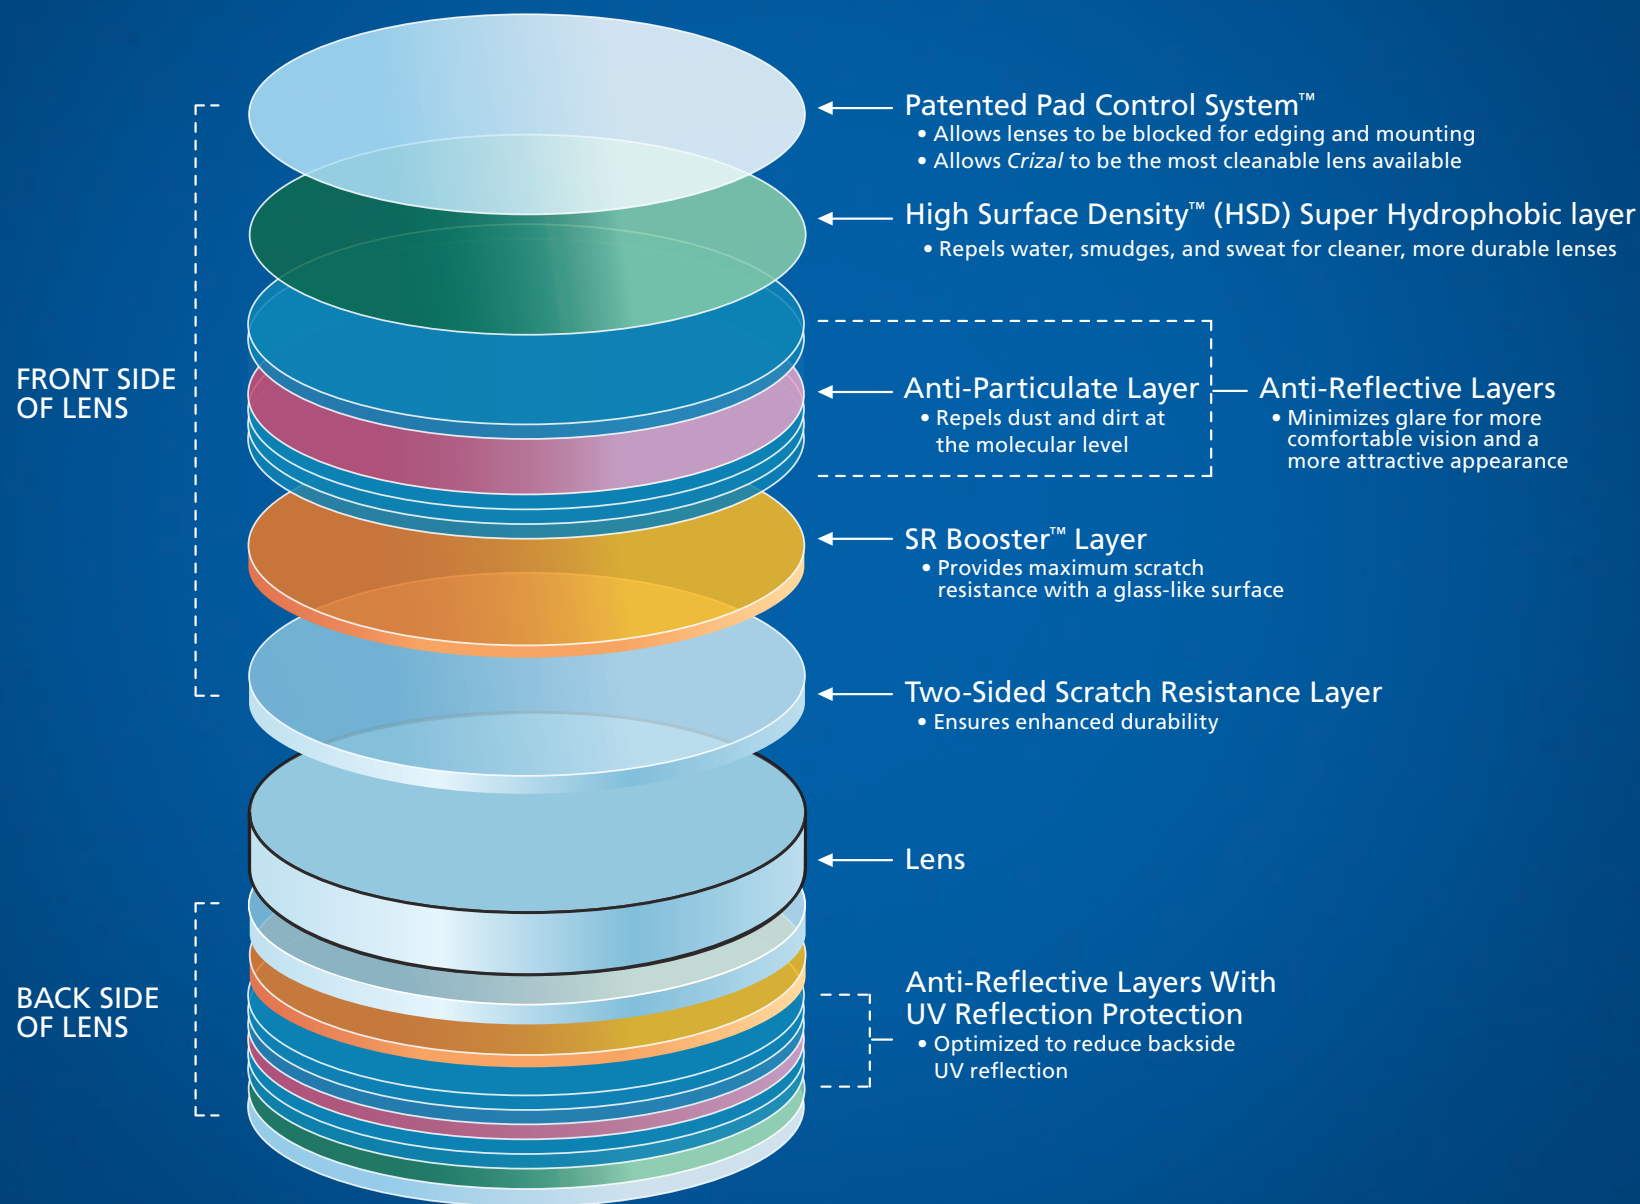 Patented Pad Control System™
• Allows lenses to be blocked for edging and mounting
• Allows Crizal to be the most cleanable lens available
High Surface Density™ (HSD) Super Hydrophobic layer
• Repels water, smudges, and sweat for cleaner, more durable lenses
FRONT SIDE
OF LENS
Anti-Particulate Layer
• Repels dust and dirt at
the molecular level
Anti-Reflective Layers
• Minimizes glare for more
comfortable vision and a
more attractive appearance
SR Booster™ Layer
• Provides maximum scratch
resistance with a glass-like surface
Two-Sided Scratch Resistance Layer
• Ensures enhanced durability
Lens
BACK SIDE
OF LENS
Anti-Reflective Layers With
UV Reflection Protection
• Optimized to reduce backside
UV reflection